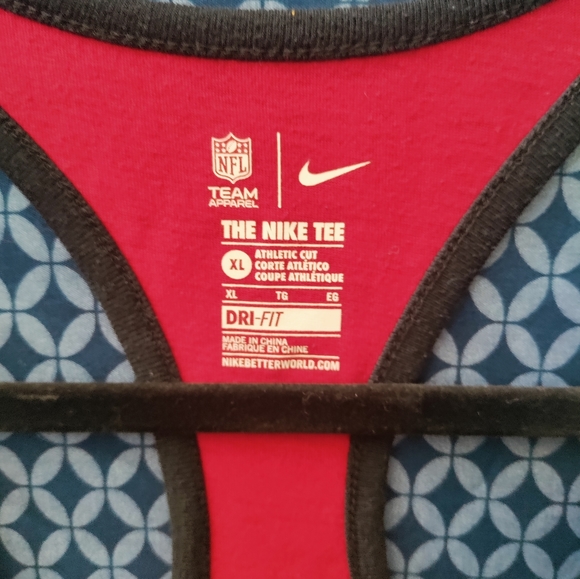 NFL
TEAM
APPAREL
THE NIKE TEE
XL
ATHLETIC CUT
CORTE ATLÉTICO
COUPE ATHLÉTIQUE
XL TG EG
DRI-FIT
MADE IN CHINA
FABRIQUE EN CHINE
NIKEBETTERWORLD.COM